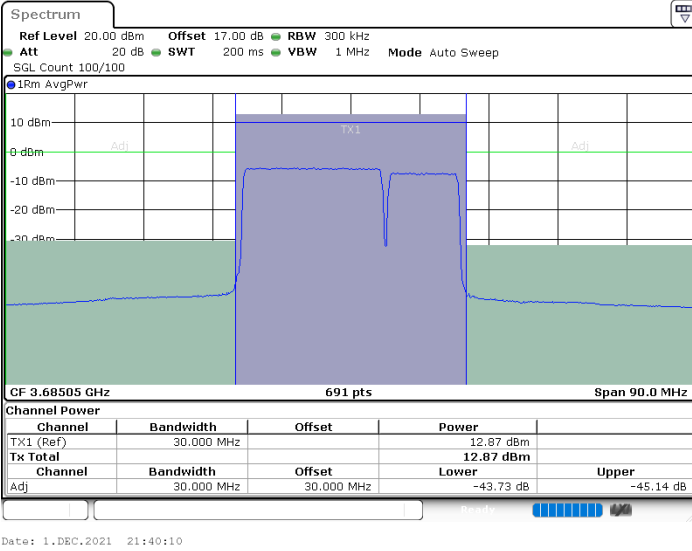 Spectrum
Ref Level 20.00 dBm Offset 17.00 dB RBW 300 kHz
Att 20 dB SWT 200 ms VBW 1 MHz Mode Auto Sweep
SGL Count 100/100
1Rm AvgPwr
10 dBm
TX1
Adj
Adj
0 dBm
-10 dBm
-20 dBm
-30 dBm
CF 3.68505 GHz 691 pts Span 90.0 MHz
Channel Power
Channel Bandwidth Offset Power
TX1 (Ref) 30.000 MHz 12.87 dBm
Tx Total 12.87 dBm
Channel Bandwidth Offset Lower Upper
Adj 30.000 MHz 30.000 MHz -43.73 dB -45.14 dB
Ready
Date: 1.DEC.2021 21:40:10